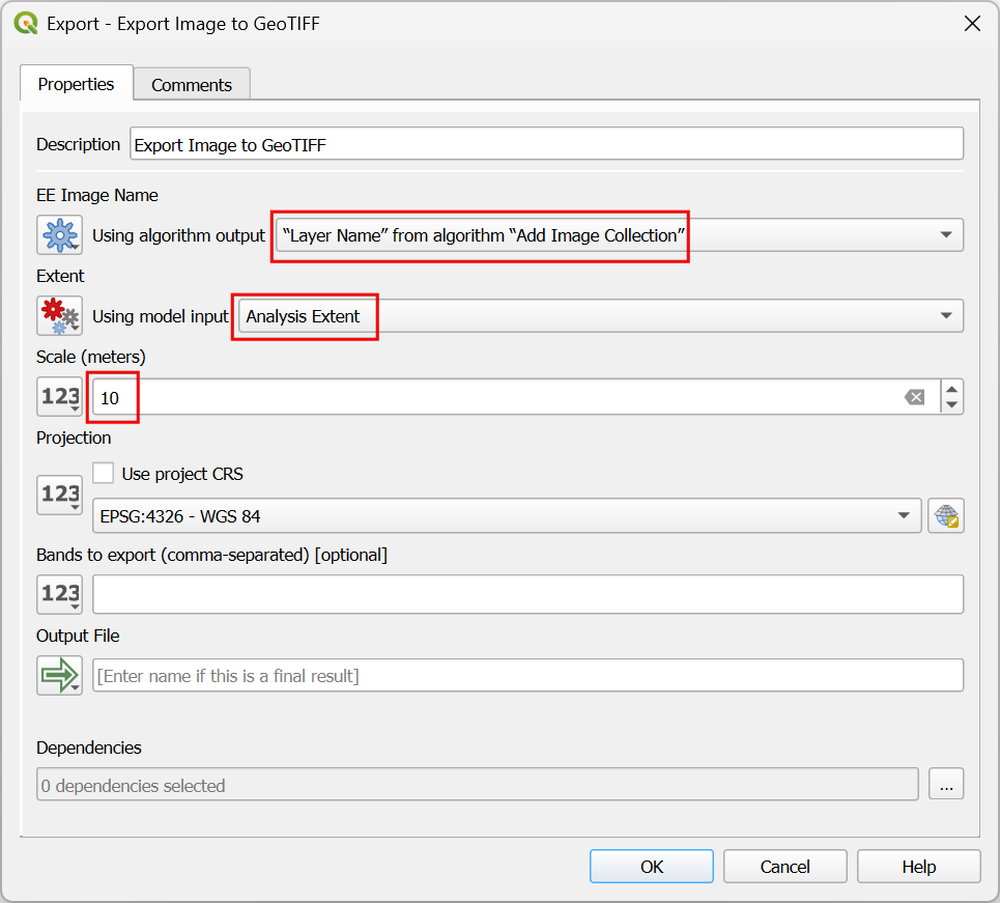 Export - Export Image to GeoTIFF
Properties
Comments
Description
Export Image to GeoTIFF
EE Image Name
Using algorithm output
“Layer Name” from algorithm “Add Image Collection”
Extent
Using model input
Analysis Extent
Scale (meters)
123
10
Projection
Use project CRS
123
EPSG:4326 - WGS 84
Bands to export (comma-separated) [optional]
123
Output File
[Enter name if this is a final result]
Dependencies
0 dependencies selected
...
OK
Cancel
Help